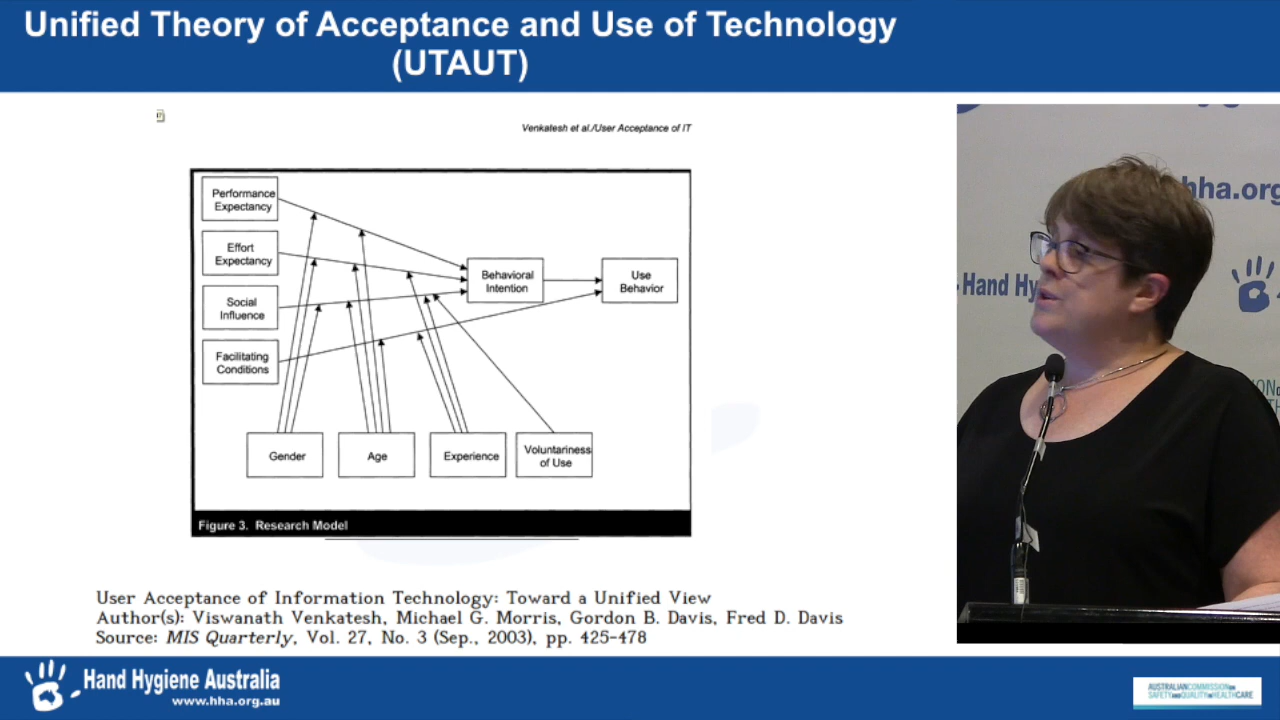 Unified Theory of Acceptance and Use of Technology
(UTAUT)
Venkatesh et al./User Acceptance of IT
Performance
Expectancy
Effort
Expectancy
Social
Influence
Facilitating
Conditions
Behavioral
Intention
Use
Behavior
Gender
Age
Experience
Voluntariness
of Use
Figure 3. Research Model
User Acceptance of Information Technology: Toward a Unified View
Author(s): Viswanath Venkatesh, Michael G. Morris, Gordon B. Davis, Fred D. Davis
Source: MIS Quarterly, Vol. 27, No. 3 (Sep., 2003), pp. 425-478
hha.org
Hand Hy
Hand Hygiene Australia
www.hha.org.au
AUSTRALIAN COMMISSION ON
SAFETY AND QUALITY IN HEALTH CARE